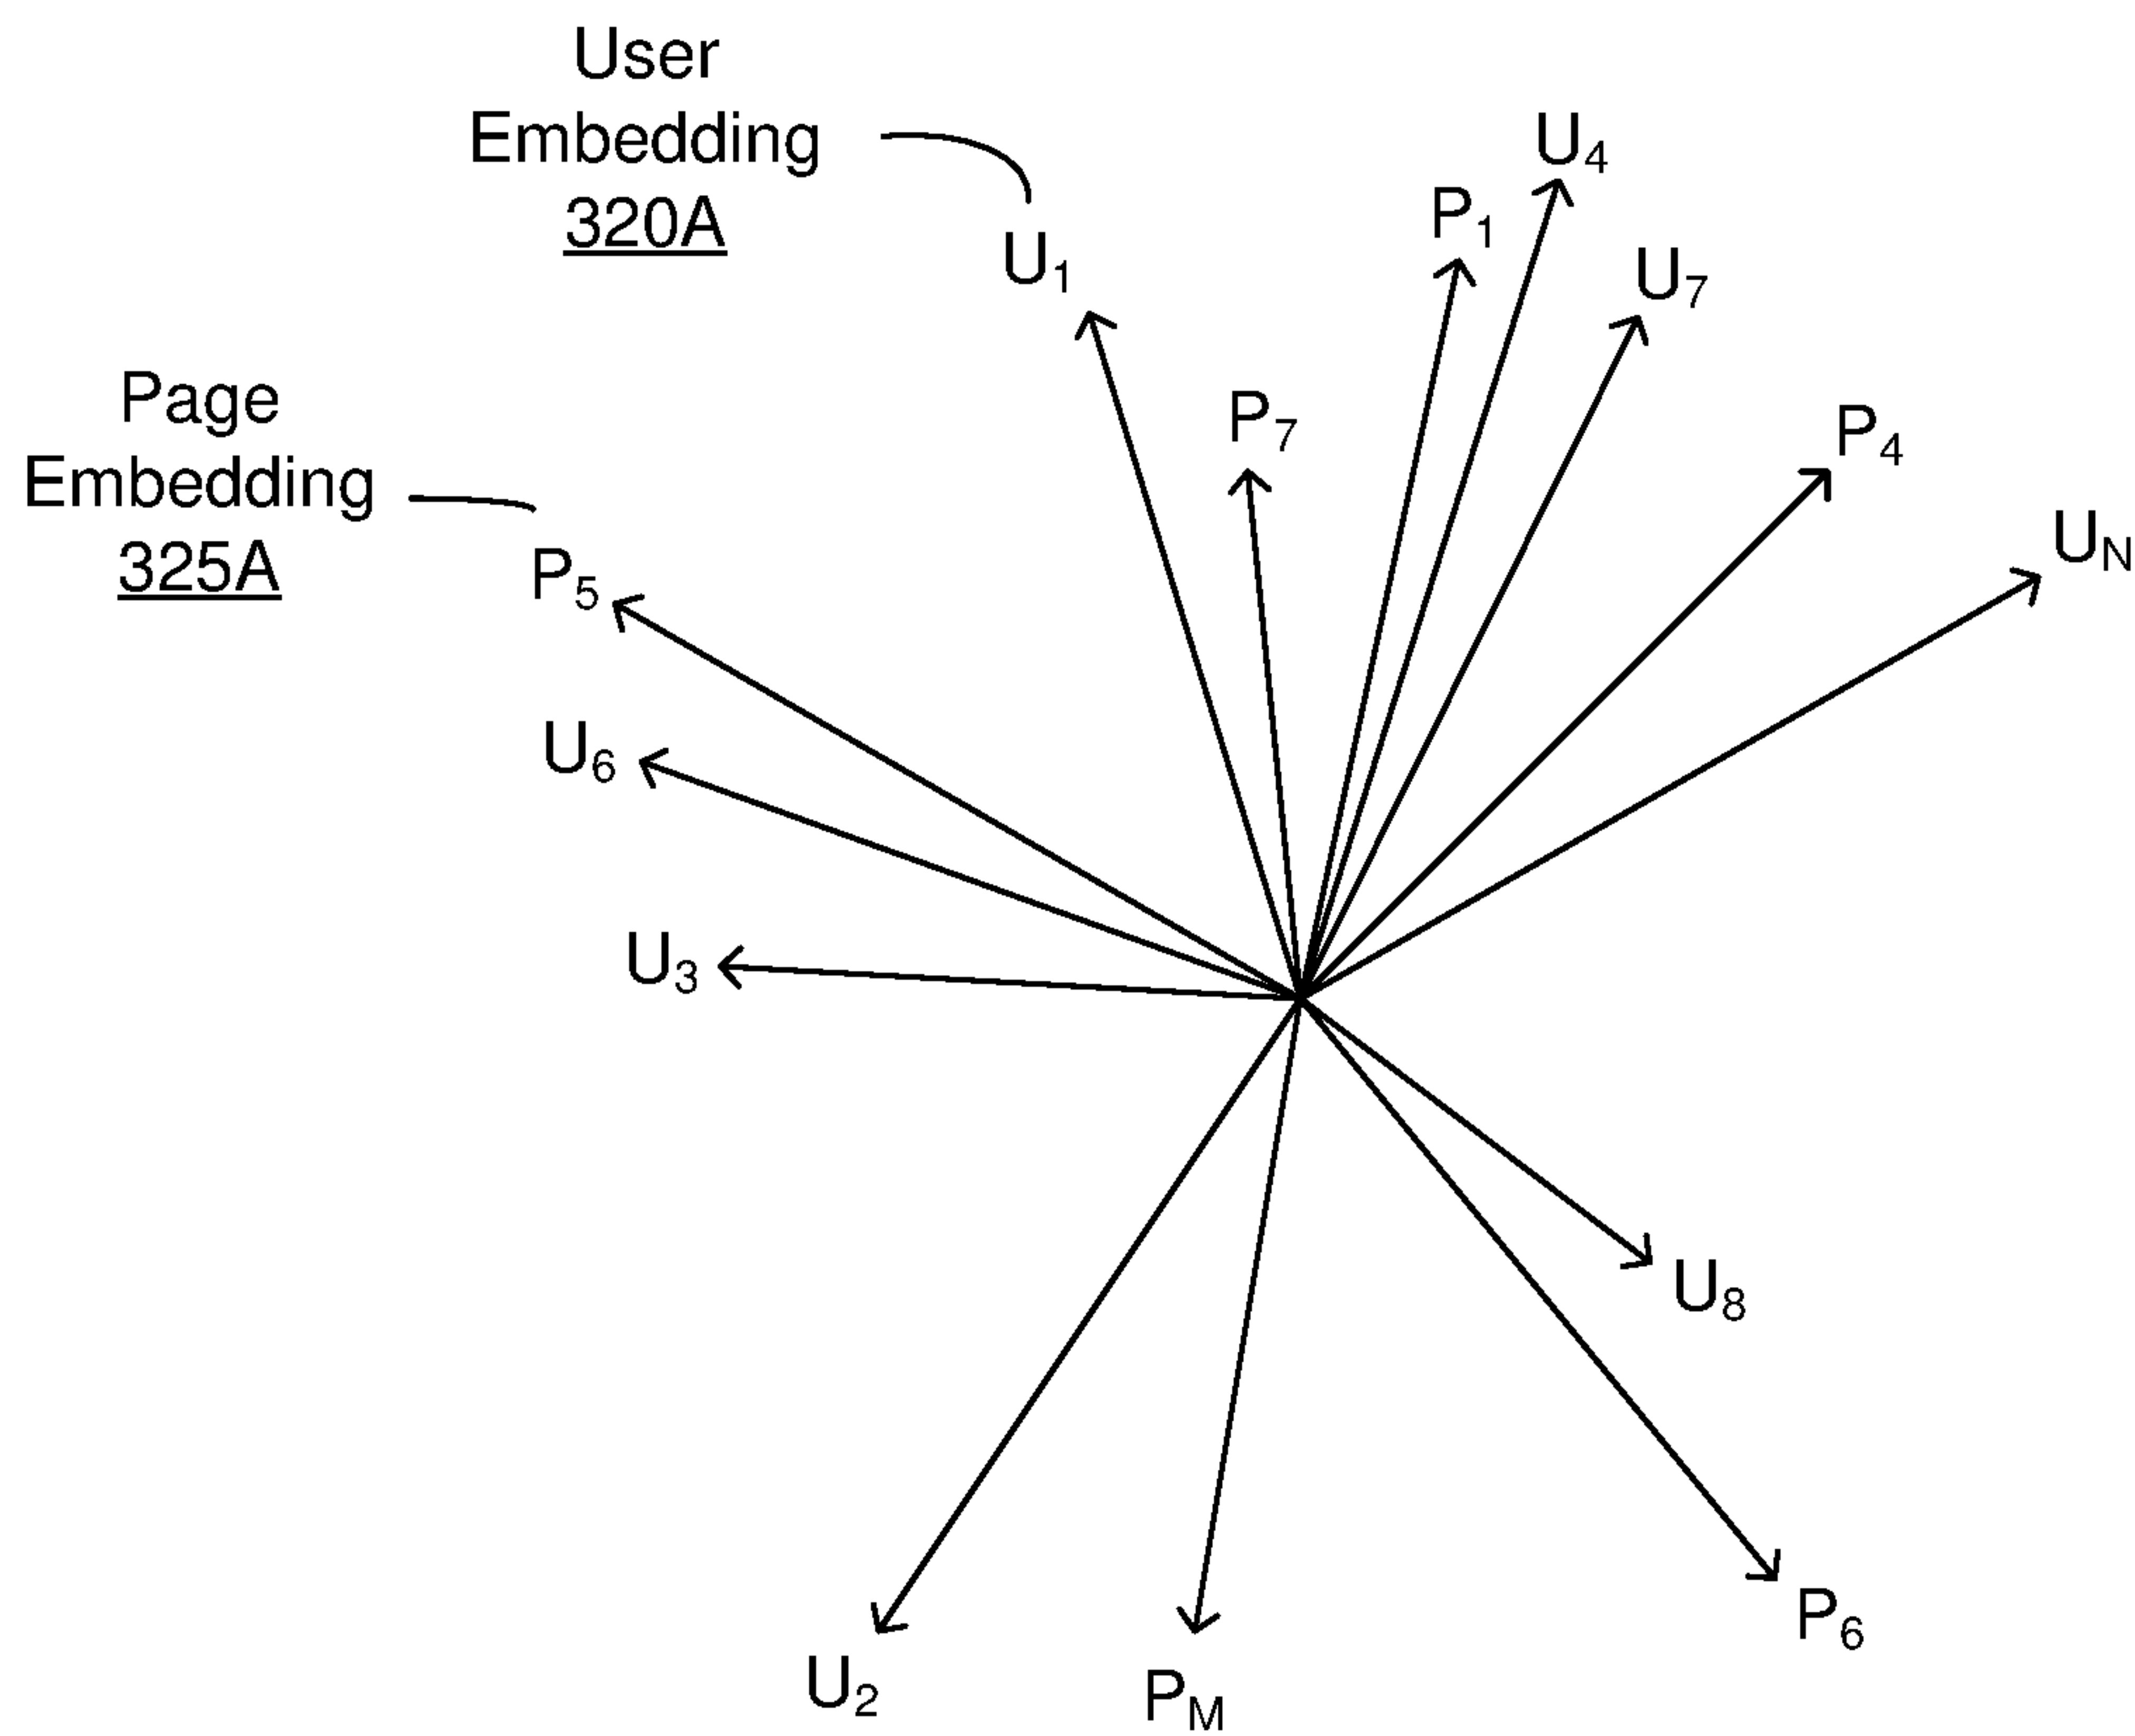 User
Embedding
320A
U4
P1
U1
U7
Page
Embedding
325A
P7
P4
UN
P5
U6
U3
U8
P6
U2
PM